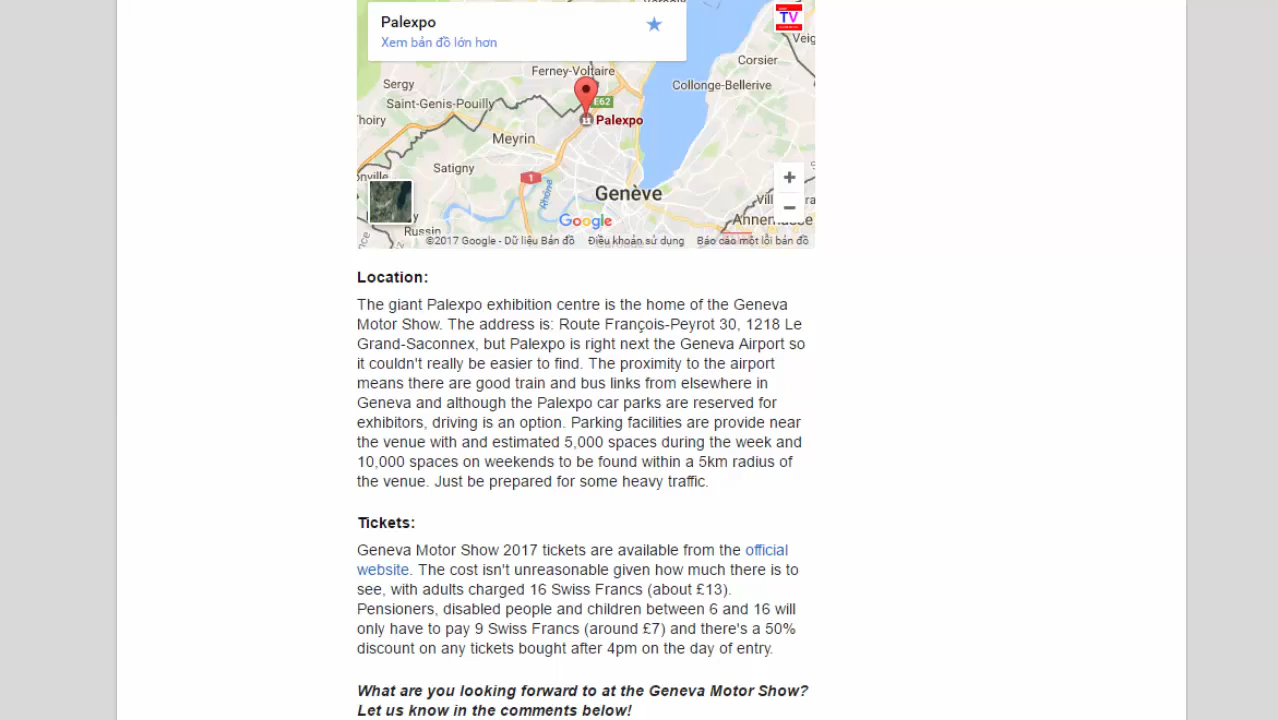 Palexpo
Xem bản đồ lớn hơn
TV
Veig
Corsier
Ferney-Voltaire
Collonge-Bellerive
Sergy
Saint-Genis-Pouilly
E62
Thoiry
Palexpo
Meyrin
Satigny
onville
1
Rhône
Genève
Google
Annemasse
Russin
©2017 Google - Dữ liệu Bản đồ
Điều khoản sử dụng
Báo cáo một lỗi bản đồ
Location:
The giant Palexpo exhibition centre is the home of the Geneva
Motor Show. The address is: Route François-Peyrot 30, 1218 Le
Grand-Saconnex, but Palexpo is right next the Geneva Airport so
it couldn't really be easier to find. The proximity to the airport
means there are good train and bus links from elsewhere in
Geneva and although the Palexpo car parks are reserved for
exhibitors, driving is an option. Parking facilities are provide near
the venue with and estimated 5,000 spaces during the week and
10,000 spaces on weekends to be found within a 5km radius of
the venue. Just be prepared for some heavy traffic.
Tickets:
Geneva Motor Show 2017 tickets are available from the official
website. The cost isn't unreasonable given how much there is to
see, with adults charged 16 Swiss Francs (about £13).
Pensioners, disabled people and children between 6 and 16 will
only have to pay 9 Swiss Francs (around £7) and there's a 50%
discount on any tickets bought after 4pm on the day of entry.
What are you looking forward to at the Geneva Motor Show?
Let us know in the comments below!